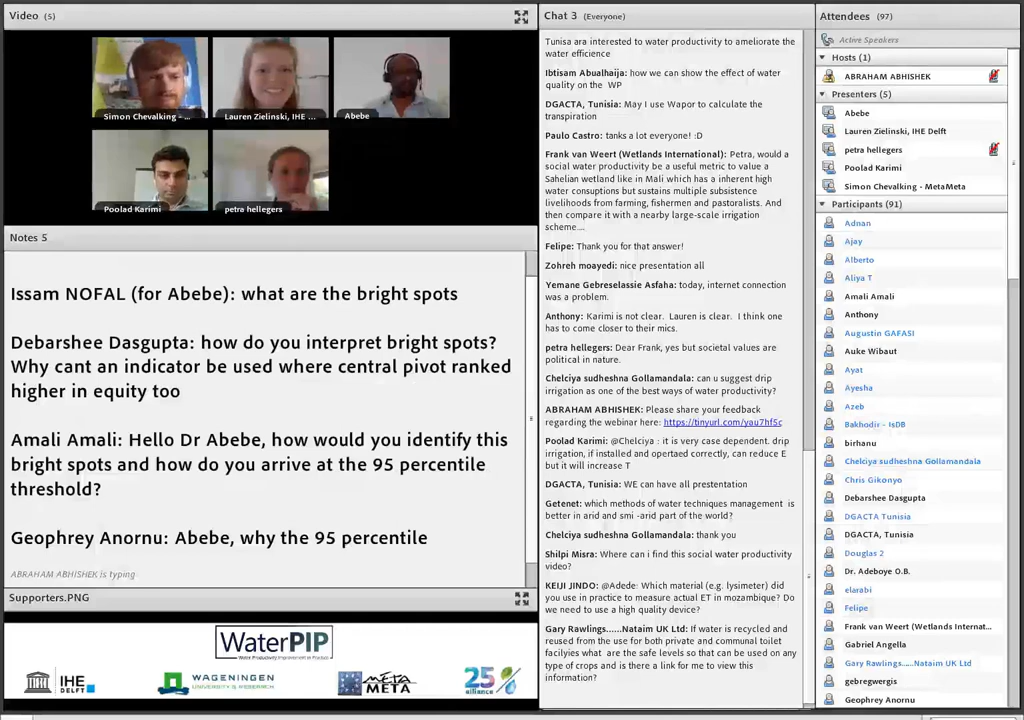 Video (5)
Simon Chevalking - ...
Lauren Zielinski, IHE ...
Abebe
Poolad Karimi
petra hellegers
Notes 5
Issam NOFAL (for Abebe): what are the bright spots
Debarshee Dasgupta: how do you interpret bright spots?
Why cant an indicator be used where central pivot ranked
higher in equity too
Amali Amali: Hello Dr Abebe, how would you identify this
bright spots and how do you arrive at the 95 percentile
threshold?
Geophrey Anornu: Abebe, why the 95 percentile
ABRAHAM ABHISHEK is typing
Supporters.PNG
WaterPIP
Water Productivity Improvement in Practice
IHE
DELFT
WAGENINGEN
UNIVERSITY & RESEARCH
META
META
25
alliance
Chat 3 (Everyone)
Tunisa are interested to water productivity to ameliorate the
water efficience
Ibtisam Abualhaija: how we can show the effect of water
quality on the WP
DGACTA, Tunisia: May I use Wapor to calculate the
transpiration
Paulo Castro: tanks a lot everyone! :D
Frank van Weert (Wetlands International): Petra, would a
social water productivity be a useful metric to value a
Sahelian wetland like in Mali which has a inherent high
water consuptions but sustains multiple subsistence
livelihoods from farming, fishermen and pastoralists. And
then compare it with a nearby large-scale irrigation
scheme...
Felipe: Thank you for that answer!
Zohreh moayedi: nice presentation all
Yemane Gebreselassie Asfaha: today, internet connection
was a problem.
Anthony: Karimi is not clear. Lauren is clear. I think one
has to come closer to their mics.
petra hellegers: Dear Frank, yes but societal values are
political in nature.
Chelciya sudheshna Gollamandala: can u suggest drip
irrigation as one of the best ways of water productivity?
ABRAHAM ABHISHEK: Please share your feedback
regarding the webinar here: https://tinyurl.com/yau7hf5c
Poolad Karimi: @Chelciya : it is very case dependent. drip
irrigation, if installed and opertaed correctly, can reduce E
but it will increase T
DGACTA, Tunisia: WE can have all prestentation
Getenet: which methods of water techniques management is
better in arid and smi -arid part of the world?
Chelciya sudheshna Gollamandala: thank you
Shilpi Misra: Where can i find this social water productivity
video?
KEIJI JINDO: @Adede: Which material (e.g. lysimeter) did
you use in practice to measure actual ET in mozambique? Do
we need to use a high quality device?
Gary Rawlings.....Nataim UK Ltd: If water is recycled and
reused from the use for both private and communal toilet
facilyies what are the safe levels so that can be used on any
type of crops and is there a link for me to view this
information?
Attendees (97)
Active Speakers
Hosts (1)
ABRAHAM ABHISHEK
Presenters (5)
Abebe
Lauren Zielinski, IHE Delft
petra hellegers
Poolad Karimi
Simon Chevalking - MetaMeta
Participants (91)
Adnan
Ajay
Alberto
Aliya T
Amali Amali
Anthony
Augustin GAFASI
Auke Wibaut
Ayat
Ayesha
Azeb
Bakhodir - IsDB
birhanu
Chelciya sudheshna Gollamandala
Chris Gikonyo
Debarshee Dasgupta
DGACTA Tunisia
DGACTA, Tunisia
Douglas 2
Dr. Adeboye O.B.
elarabi
Felipe
Frank van Weert (Wetlands Internat...
Gabriel Angella
Gary Rawlings.....Nataim UK Ltd
gebregwergis
Geophrey Anornu